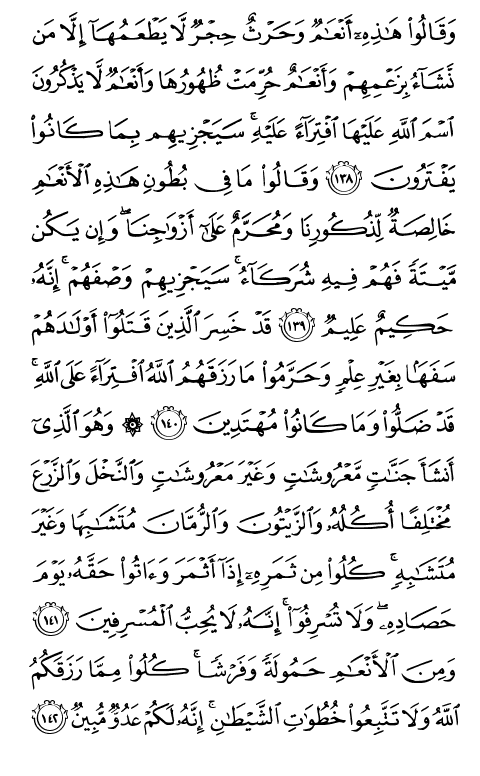 وَقَالُوا۟ هَـٰذِهِۦٓ أَنْعَـٰمٌ وَحَرْثٌ حِجْرٌ لَّا يَطْعَمُهَآ إِلَّا مَن
نَّشَآءُ بِزَعْمِهِمْ وَأَنْعَـٰمٌ حُرِّمَتْ ظُهُورُهَا وَأَنْعَـٰمٌ لَّا يَذْكُرُونَ
ٱسْمَ ٱللَّهِ عَلَيْهَا ٱفْتِرَآءً عَلَيْهِ ۚ سَيَجْزِيهِم بِمَا كَانُوا۟
يَفْتَرُونَ ١٣٨ وَقَالُوا۟ مَا فِى بُطُونِ هَـٰذِهِ ٱلْأَنْعَـٰمِ
خَالِصَةٌ لِّذُكُورِنَا وَمُحَرَّمٌ عَلَىٰٓ أَزْوَٰجِنَا ۖ وَإِن يَكُن
مَّيْتَةً فَهُمْ فِيهِ شُرَكَآءُ ۚ سَيَجْزِيهِمْ وَصْفَهُمْ ۚ إِنَّهُۥ
حَكِيمٌ عَلِيمٌ ١٣٩ قَدْ خَسِرَ ٱلَّذِينَ قَتَلُوٓا۟ أَوْلَـٰدَهُمْ
سَفَهًۢا بِغَيْرِ عِلْمٍ وَحَرَّمُوا۟ مَا رَزَقَهُمُ ٱللَّهُ ٱفْتِرَآءً عَلَى ٱللَّهِ ۚ
قَدْ ضَلُّوا۟ وَمَا كَانُوا۟ مُهْتَدِينَ ١٤٠ ۞ وَهُوَ ٱلَّذِىٓ
أَنشَأَ جَنَّـٰتٍ مَّعْرُوشَـٰتٍ وَغَيْرَ مَعْرُوشَـٰتٍ وَٱلنَّخْلَ وَٱلزَّرْعَ
مُخْتَلِفًا أُكُلُهُۥ وَٱلزَّيْتُونَ وَٱلرُّمَّانَ مُتَشَـٰبِهًا وَغَيْرَ
مُتَشَـٰبِهٍ ۚ كُلُوا۟ مِن ثَمَرِهِۦٓ إِذَآ أَثْمَرَ وَءَاتُوا۟ حَقَّهُۥ يَوْمَ
حَصَادِهِۦ ۖ وَلَا تُسْرِفُوٓا۟ ۚ إِنَّهُۥ لَا يُحِبُّ ٱلْمُسْرِفِينَ ١٤١
وَمِنَ ٱلْأَنْعَـٰمِ حَمُولَةً وَفَرْشًا ۚ كُلُوا۟ مِمَّا رَزَقَكُمُ
ٱللَّهُ وَلَا تَتَّبِعُوا۟ خُطُوَٰتِ ٱلشَّيْطَـٰنِ ۚ إِنَّهُۥ لَكُمْ عَدُوٌّ مُّبِينٌ ١٤٢